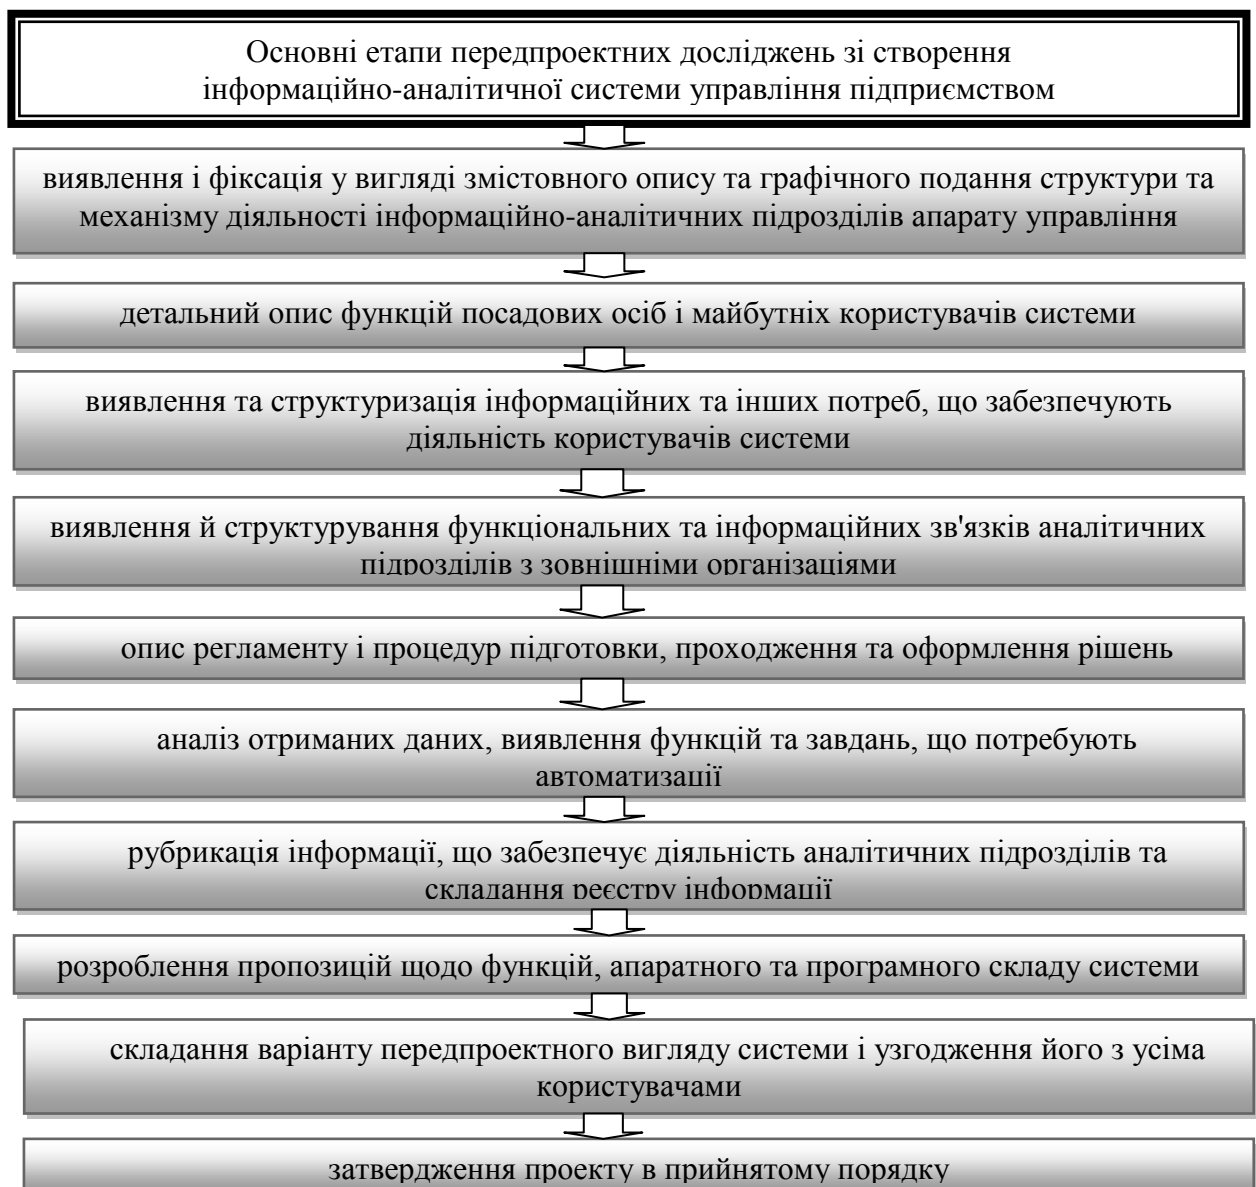 Основні етапи передпроектних досліджень зі створення
інформаційно-аналітичної системи управління підприємством
виявлення і фіксація у вигляді змістовного опису та графічного подання структури та
механізму діяльності інформаційно-аналітичних підрозділів апарату управління
детальний опис функцій посадових осіб і майбутніх користувачів системи
виявлення та структуризація інформаційних та інших потреб, що забезпечують
діяльність користувачів системи
виявлення й структурування функціональних та інформаційних зв'язків аналітичних
підрозділів з зовнішніми організаціями
опис регламенту і процедур підготовки, проходження та оформлення рішень
аналіз отриманих даних, виявлення функцій та завдань, що потребують
автоматизації
рубрикація інформації, що забезпечує діяльність аналітичних підрозділів та
складання реєстру інформації
розроблення пропозицій щодо функцій, апаратного та програмного складу системи
складання варіанту передпроектного вигляду системи і узгодження його з усіма
користувачами
затвердження проекту в прийнятому порядку